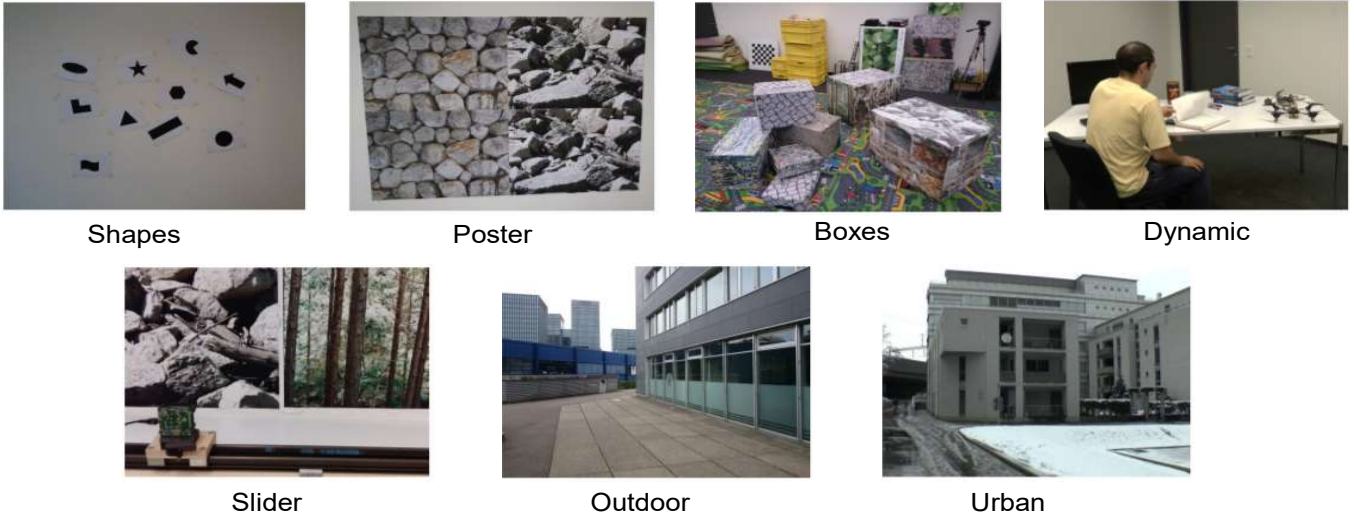 Shapes
Poster
Boxes
Dynamic
Slider
Outdoor
Urban